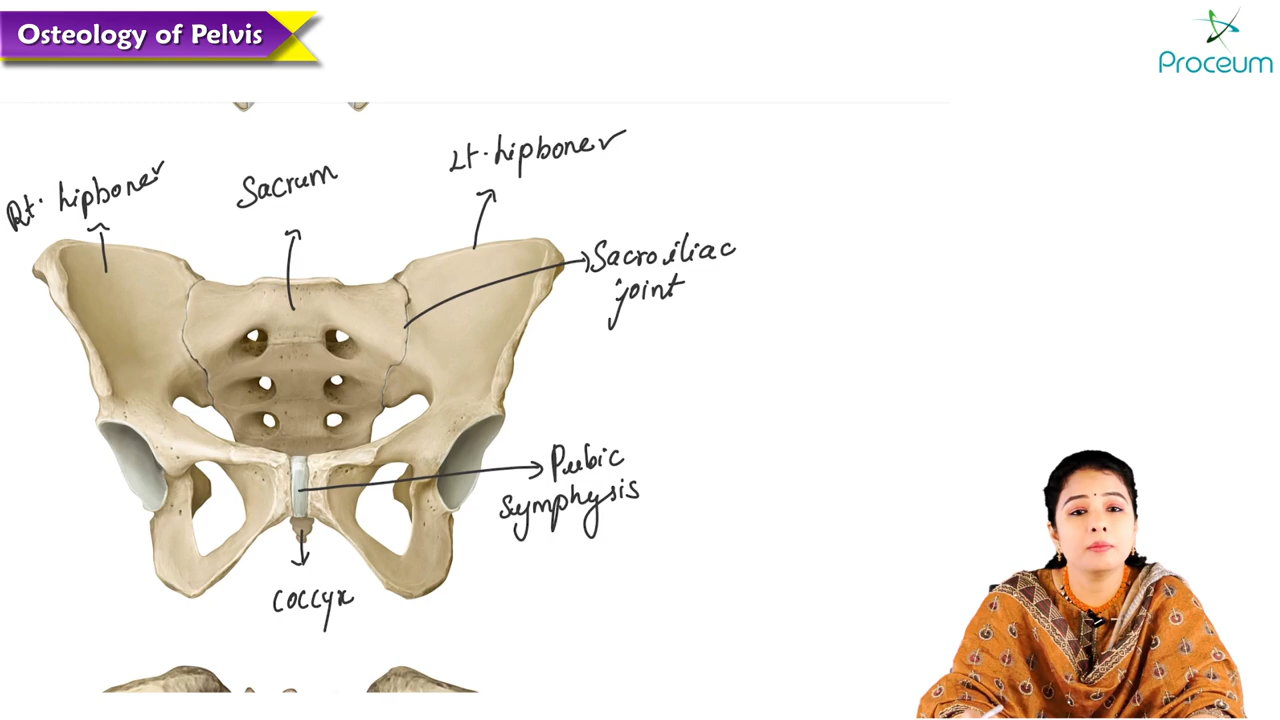 Osteology of Pelvis
Proceum
Rt. hipbone
Sacrum
Lt. hipbone
Sacroiliac
joint
Pubic
symphysis
coccyx